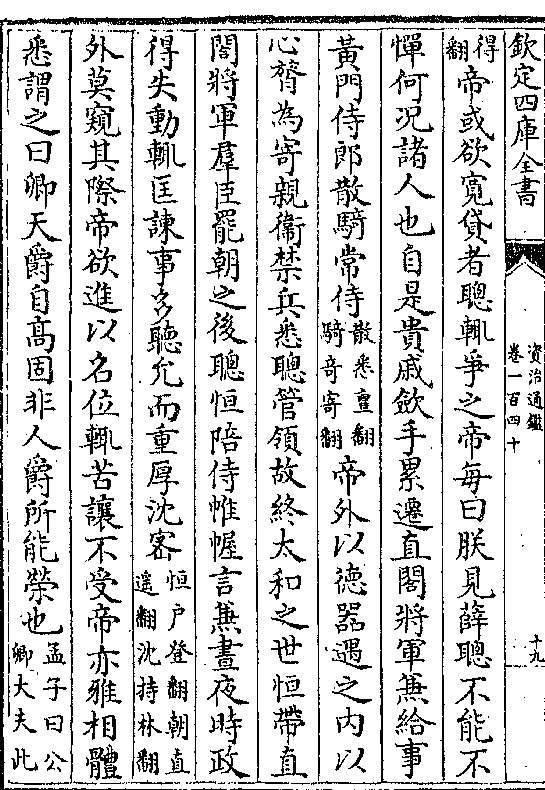 欽定四庫全書
資治通鑑
卷一百四十
十九
得
翻帝或欲寛貸者聰輒爭之帝每曰朕見薛聰不能不
憚何況諸人也自是貴戚歛手累遷直閤將軍兼給事
黃門侍郎散騎常侍散悉亶翻騎竒寄翻帝外以德器遇之内以
心膂為寄親衞禁兵悉聰管領故終太和之世恒帶直
閤將軍羣臣罷朝之後聰恒陪侍帷幄言兼晝夜時政
得失動輒匡諫事多聽允而重厚沈密恒户登翻朝直遥翻沈持林翻
外莫窺其際帝欲進以名位輒苦讓不受帝亦雅相體
悉謂之曰卿天爵自髙固非人爵所能榮也孟子曰公卿大夫此